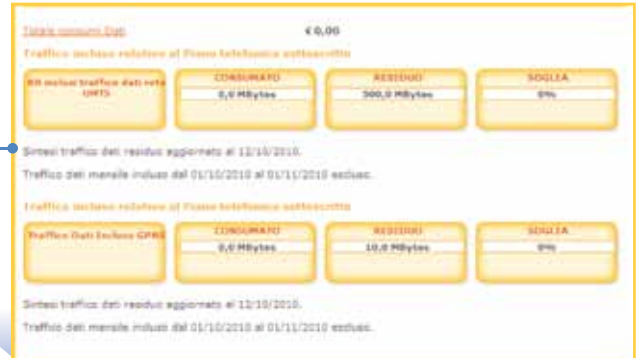 Totale consumi Dati € 0,00
Traffico incluso relativo al Piano telefonico sottoscritto
Kit inclusi traffico dati rete UMTS
CONSUMATO RESIDUO SOGLIA
0,0 MBytes 500,0 MBytes 0%
Sintesi traffico dati residuo aggiornato al 12/10/2010.
Traffico dati mensile incluso dal 01/10/2010 al 01/11/2010 escluso.
Traffico incluso relativo al Piano telefonico sottoscritto
Traffico Dati Incluso GPRS
CONSUMATO RESIDUO SOGLIA
0,0 MBytes 10,0 MBytes 0%
Sintesi traffico dati residuo aggiornato al 12/10/2010.
Traffico dati mensile incluso dal 01/10/2010 al 01/11/2010 escluso.